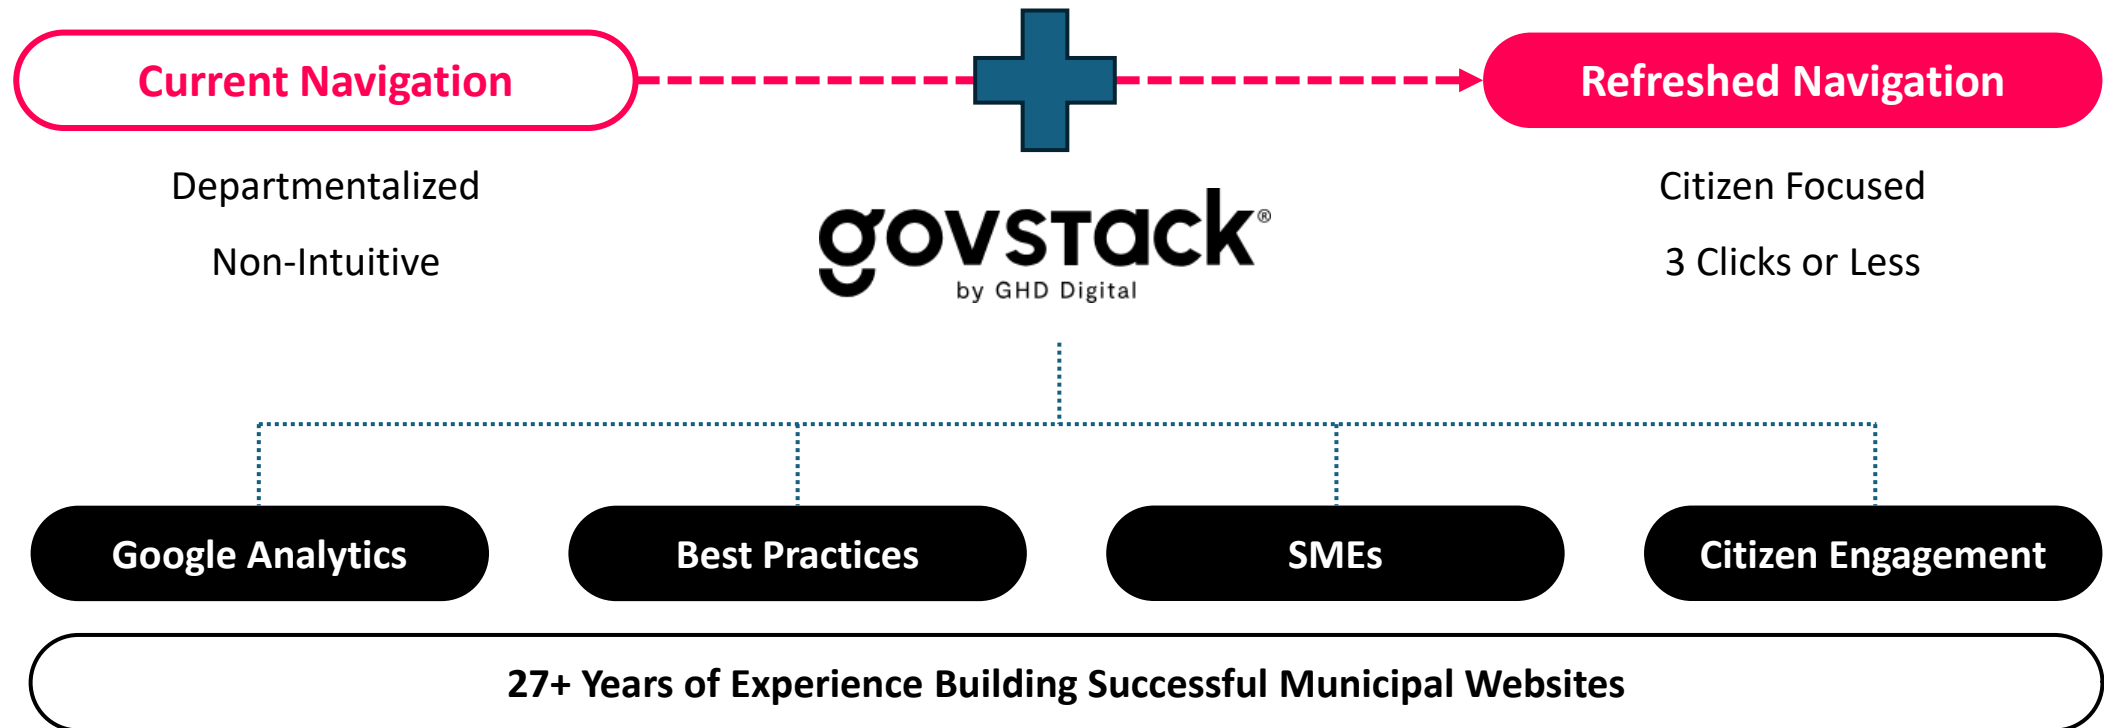 Current Navigation
Refreshed Navigation
Departmentalized
Non-Intuitive
govstack®
by GHD Digital
Citizen Focused
3 Clicks or Less
Google Analytics
Best Practices
SMEs
Citizen Engagement
27+ Years of Experience Building Successful Municipal Websites